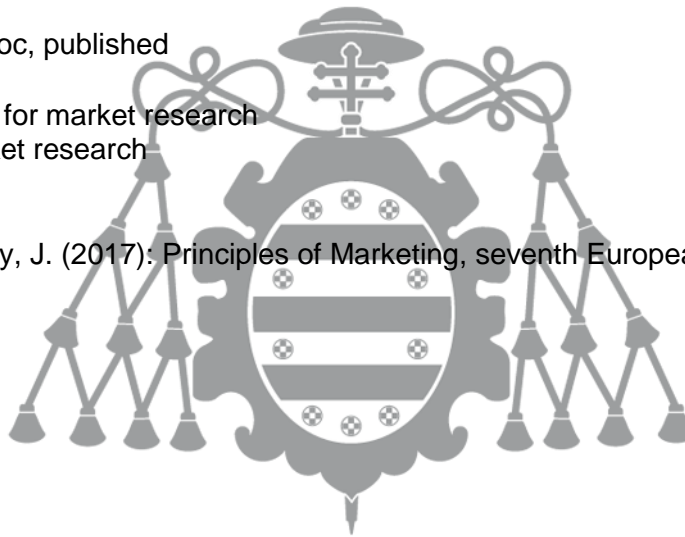 oc, published
for market research
et research
y, J. (2017): Principles of Marketing, seventh Europea